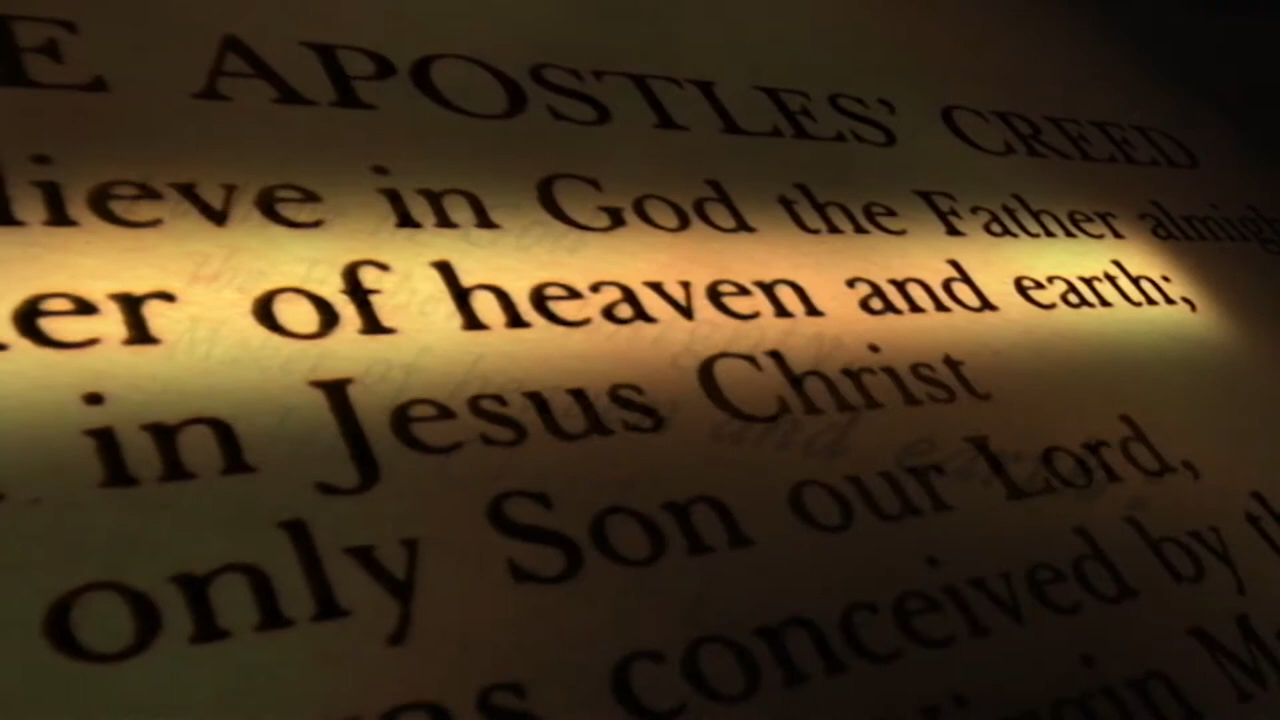 E APOSTLES' CREED
lieve in God the Father almigh
er of heaven and earth;
in Jesus Christ
only Son our Lord,
conceived by th